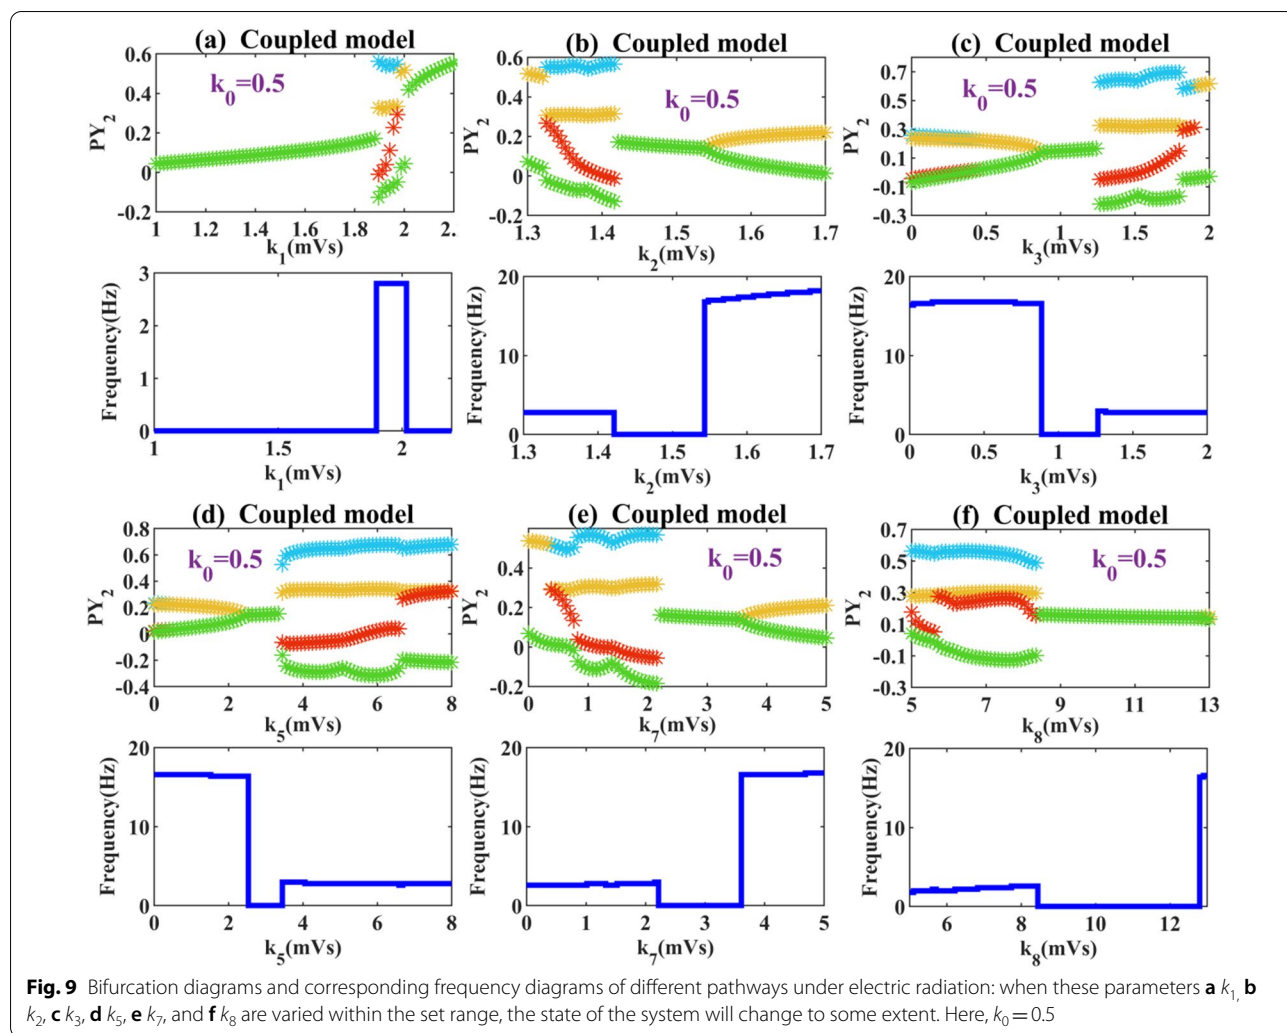 (a) Coupled model
(b) Coupled model
(c) Coupled model
0.6
0.4
0.2
0
-0.2
PY2
k0=0.5
1 1.2 1.4 1.6 1.8 2 2.
k1(mVs)
0.6
0.4
0.2
0
-0.2
PY2
k0=0.5
1.3 1.4 1.5 1.6 1.7
k2(mVs)
0.7
0.5
0.3
0.1
-0.1
-0.3
PY2
k0=0.5
0 0.5 1 1.5 2
k3(mVs)
3
2
1
0
Frequency(Hz)
1 1.5 2
k1(mVs)
20
10
0
Frequency(Hz)
1.3 1.4 1.5 1.6 1.7
k2(mVs)
20
10
0
Frequency(Hz)
0 0.5 1 1.5 2
k3(mVs)
(d) Coupled model
(e) Coupled model
(f) Coupled model
0.8
0.6
0.4
0.2
0
-0.2
-0.4
PY2
k0=0.5
0 2 4 6 8
k5(mVs)
0.4
0.2
0
-0.2
PY2
k0=0.5
0 1 2 3 4 5
k7(mVs)
0.7
0.5
0.3
0.1
-0.1
-0.3
PY2
k0=0.5
5 7 9 11 13
k8(mVs)
20
10
0
Frequency(Hz)
0 2 4 6 8
k5(mVs)
20
10
0
Frequency(Hz)
0 1 2 3 4 5
k7(mVs)
20
10
0
Frequency(Hz)
6 8 10 12
k8(mVs)
Fig. 9 Bifurcation diagrams and corresponding frequency diagrams of different pathways under electric radiation: when these parameters a k1, b
k2, c k3, d k5, e k7, and f k8 are varied within the set range, the state of the system will change to some extent. Here, k0 = 0.5